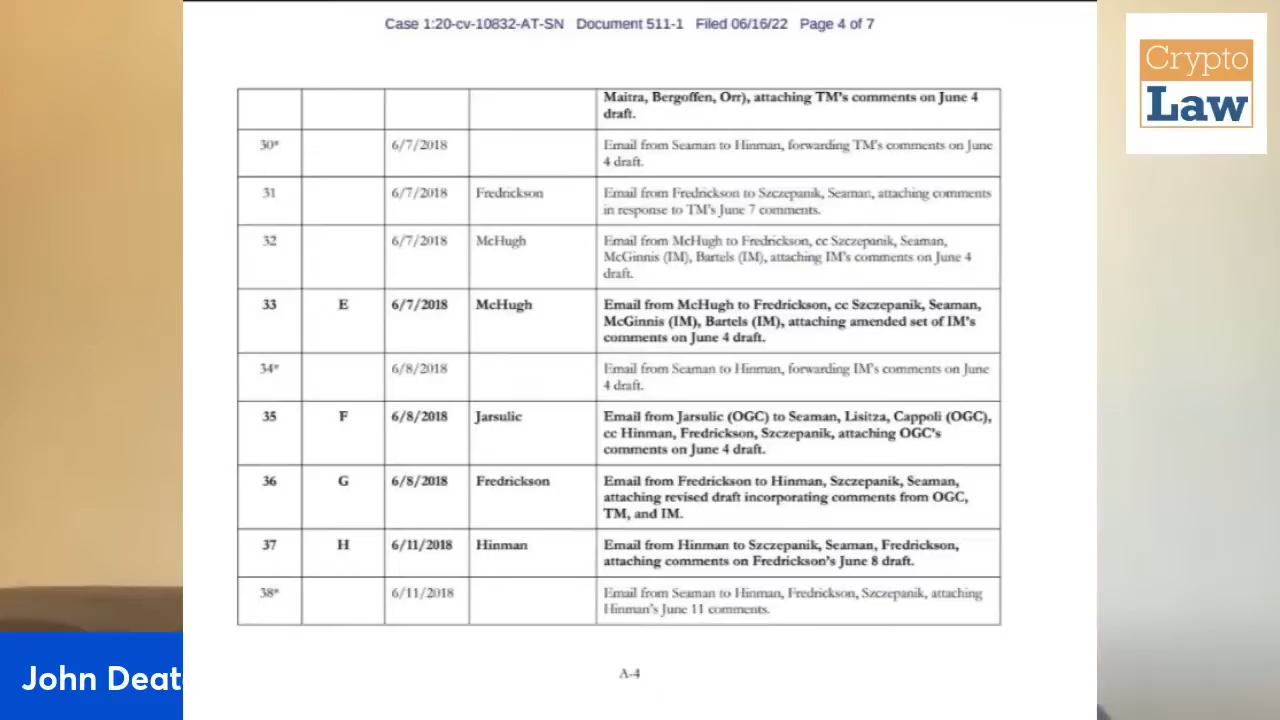 Case 1:20-cv-10832-AT-SN Document 511-1 Filed 06/16/22 Page 4 of 7
Crypto
Law
Maitra, Bergoffen, Orr), attaching TM's comments on June 4
draft.
30* 6/7/2018 Email from Seaman to Hinman, forwarding TM's comments on June
4 draft.
31 6/7/2018 Fredrickson Email from Fredrickson to Szczepanik, Seaman, attaching comments
in response to TM's June 7 comments.
32 6/7/2018 McHugh Email from McHugh to Fredrickson, cc Szczepanik, Seaman,
McGinnis (IM), Bartels (IM), attaching IM's comments on June 4
draft.
33 E 6/7/2018 McHugh Email from McHugh to Fredrickson, cc Szczepanik, Seaman,
McGinnis (IM), Bartels (IM), attaching amended set of IM's
comments on June 4 draft.
34* 6/8/2018 Email from Seaman to Hinman, forwarding IM's comments on June
4 draft.
35 F 6/8/2018 Jarsulic Email from Jarsulic (OGC) to Seaman, Lisitza, Cappoli (OGC),
cc Hinman, Fredrickson, Szczepanik, attaching OGC's
comments on June 4 draft.
36 G 6/8/2018 Fredrickson Email from Fredrickson to Hinman, Szczepanik, Seaman,
attaching revised draft incorporating comments from OGC,
TM, and IM.
37 H 6/11/2018 Hinman Email from Hinman to Szczepanik, Seaman, Fredrickson,
attaching comments on Fredrickson's June 8 draft.
38* 6/11/2018 Email from Seaman to Hinman, Fredrickson, Szczepanik, attaching
Hinman's June 11 comments.
A-4
John